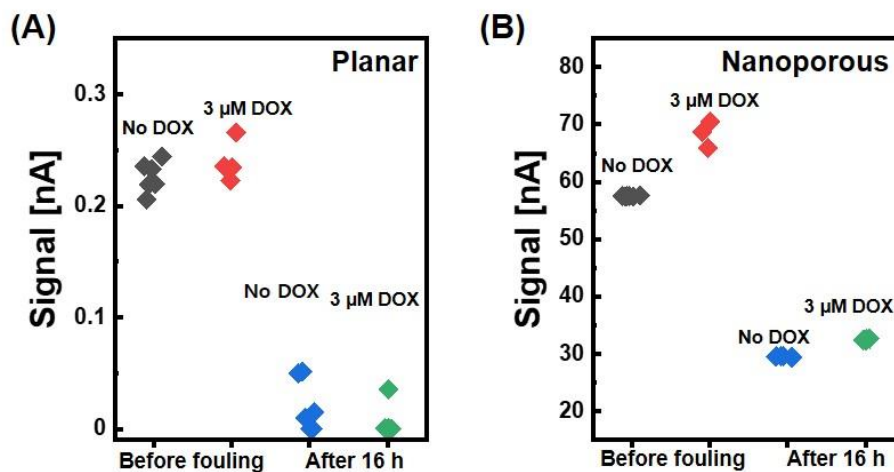 (A)
Planar
Signal [nA]
0.3
0.2
0.1
0
No DOX
3 µM DOX
No DOX
3 µM DOX
Before fouling
After 16 h
(B)
Nanoporous
Signal [nA]
80
70
60
50
40
30
20
No DOX
3 µM DOX
No DOX
3 µM DOX
Before fouling
After 16 h